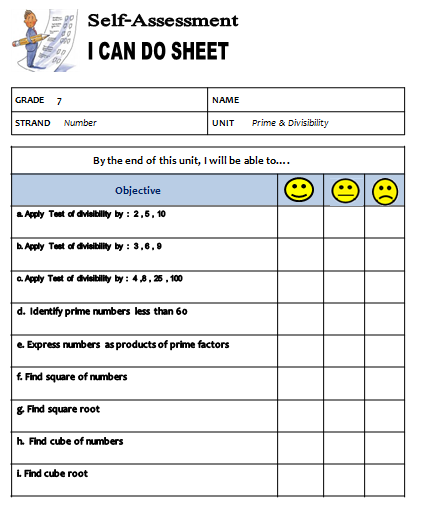 Self-Assessment
I CAN DO SHEET
GRADE 7 NAME
STRAND Number UNIT Prime & Divisibility
By the end of this unit, I will be able to....
Objective
a. Apply Test of divisibility by : 2 , 5 , 10
b. Apply Test of divisibility by : 3 , 6 , 9
c. Apply Test of divisibility by : 4 ,8 , 25 , 100
d. Identify prime numbers less than 60
e. Express numbers as products of prime factors
f. Find square of numbers
g. Find square root
h. Find cube of numbers
i. Find cube root